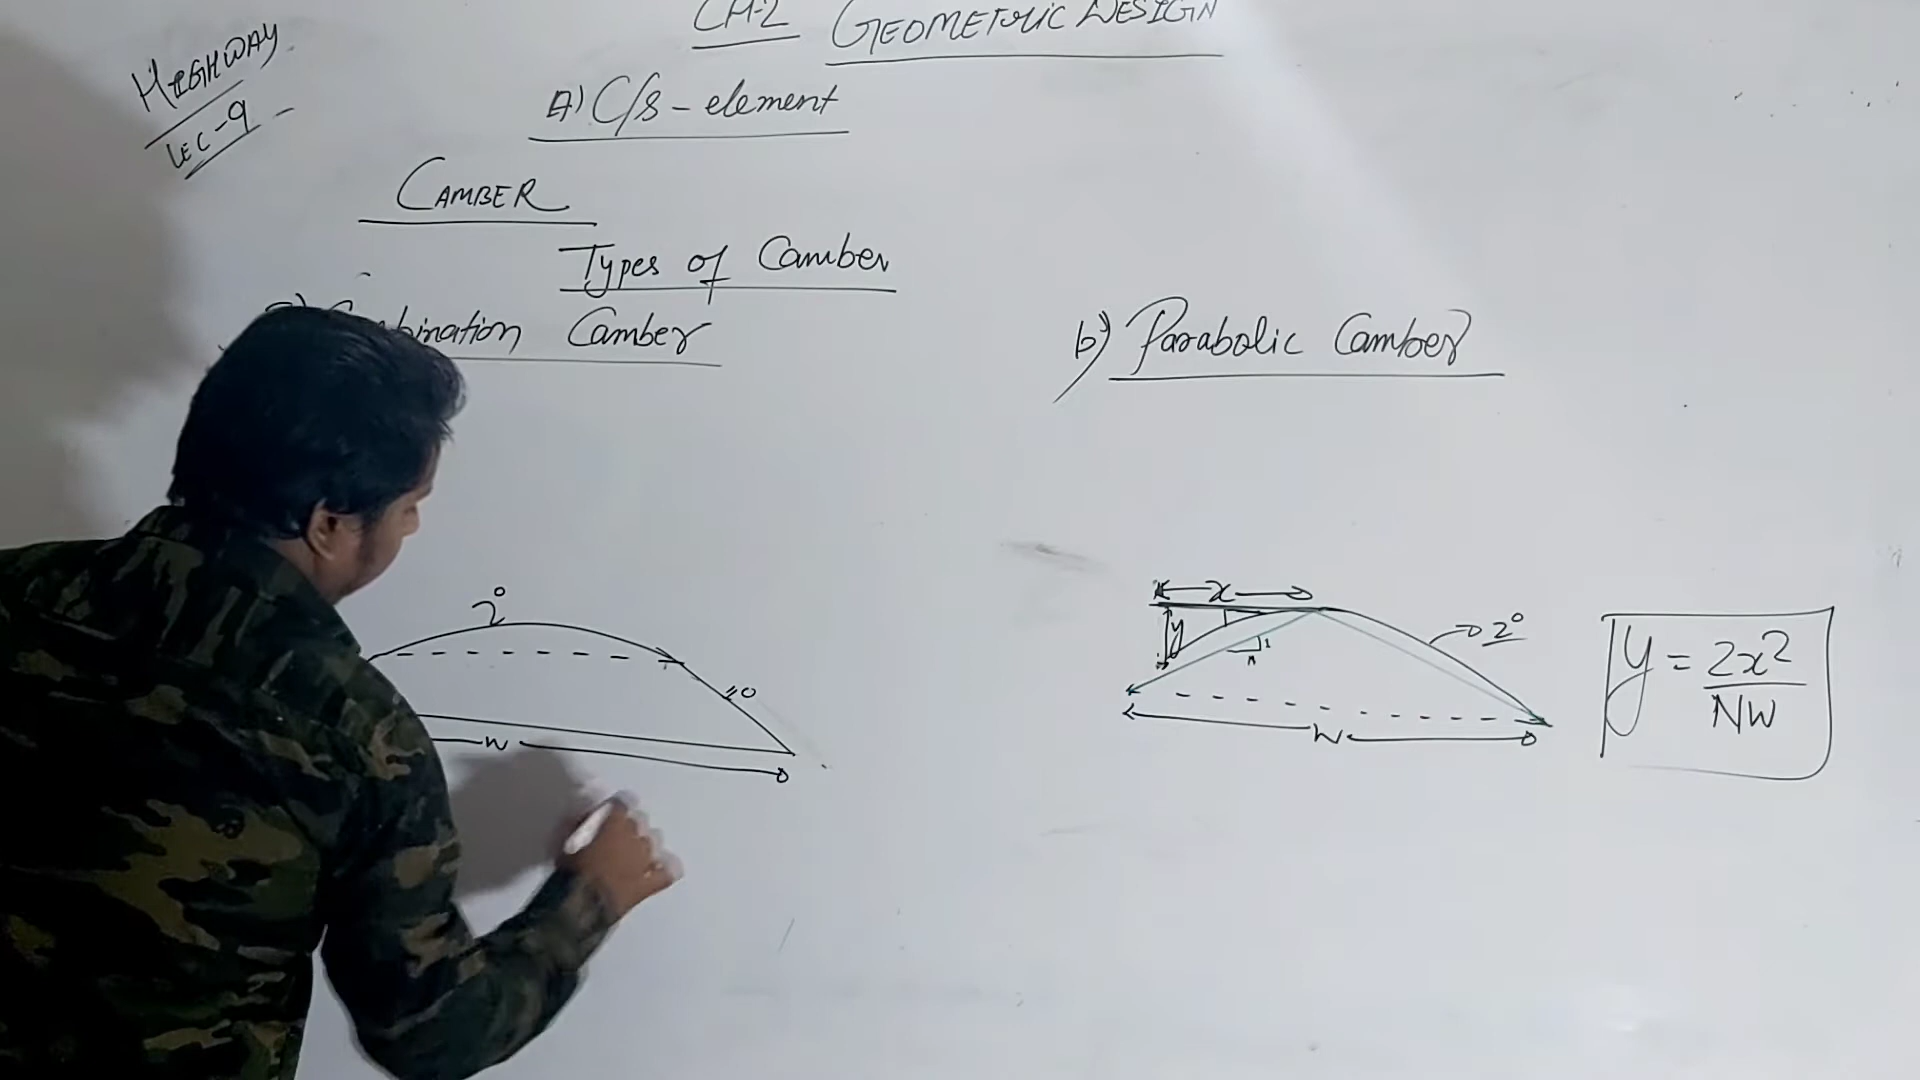 CH-2 GEOMETRIC DESIGN
HIGHWAY
LEC-9
A) C/S - element
CAMBER
Types of Camber
Camber
b) Parabolic Camber
2°
w
x
y
1
n
2°
W
y = 2x²/NW